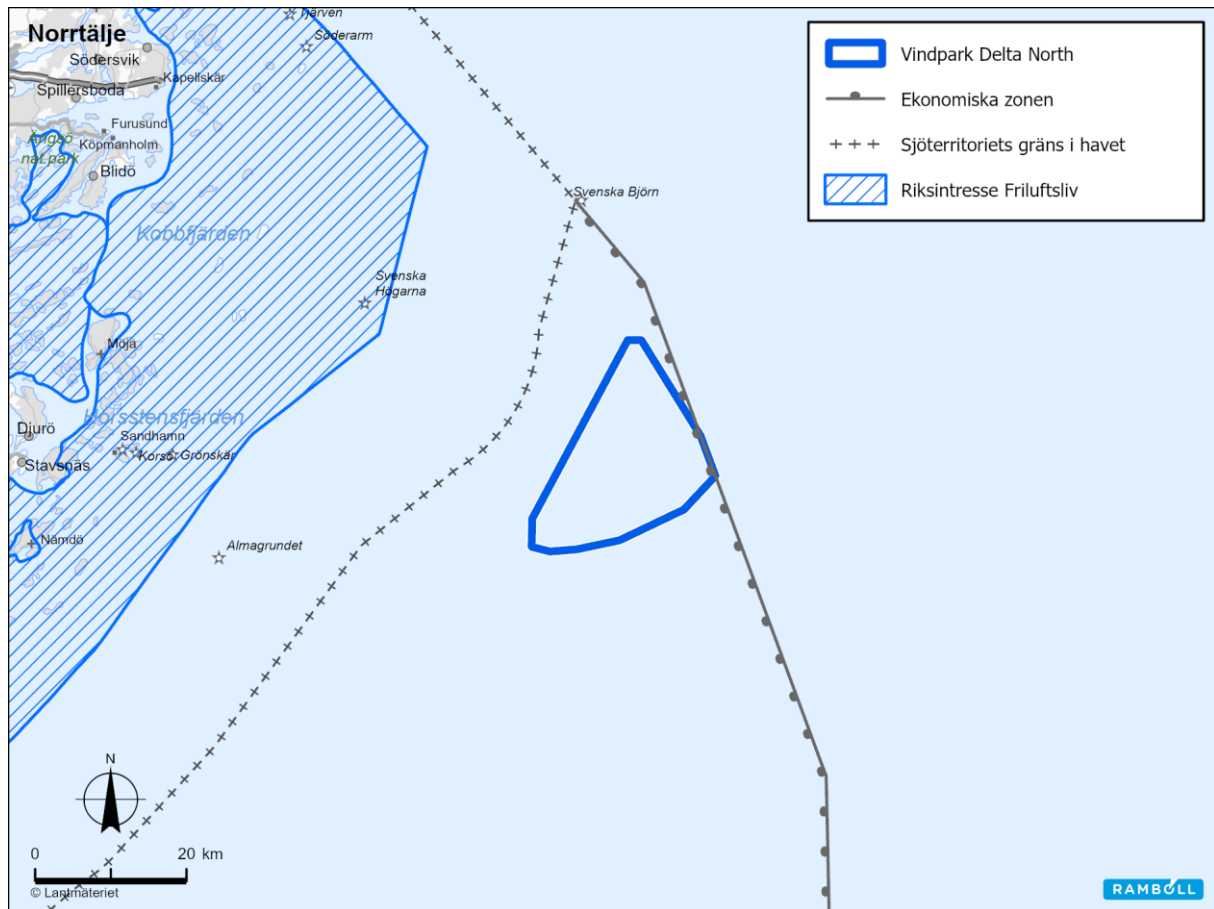 Norrtälje
Tjärven
Söderarm
Södersvik
Kapellskär
Spillersboda
Furusund
Ängsö
nat.park
Köpmanholm
Blidö
Svenska Björn
Kobbfjärden
Svenska
Högarna
Möja
Horsstensfjärden
Djurö
Sandhamn
Korsö
Grönskär
Stavsnäs
Nämdö
Almagrundet
Vindpark Delta North
Ekonomiska zonen
Sjöterritoriets gräns i havet
Riksintresse Friluftsliv
N
0 20 km
© Lantmäteriet
RAMBOLL